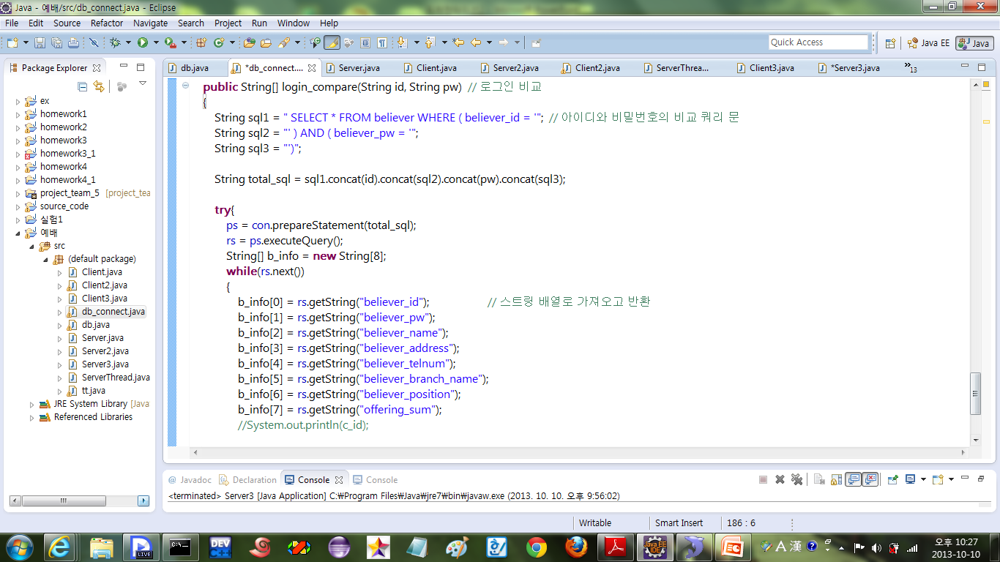 Java - 예배/src/db_connect.java - Eclipse
File Edit Source Refactor Navigate Search Project Run Window Help
Quick Access
Java EE
Java
Package Explorer
db.java
*db_connect....
Server.java
Client.java
Server2.java
Client2.java
ServerThrea...
Client3.java
*Server3.java
13
ex
homework1
homework2
homework3
homework3_1
homework4
homework4_1
project_team_5 [project_tea
source_code
실험1
예배
src
(default package)
Client.java
Client2.java
Client3.java
db_connect.java
db.java
Server.java
Server2.java
Server3.java
ServerThread.java
tt.java
JRE System Library [Java
Referenced Libraries
public String[] login_compare(String id, String pw) // 로그인 비교
{
String sql1 = " SELECT * FROM believer WHERE ( believer_id = '"; // 아이디와 비밀번호의 비교 쿼리 문
String sql2 = "' ) AND ( believer_pw = '";
String sql3 = "')";
String total_sql = sql1.concat(id).concat(sql2).concat(pw).concat(sql3);
try{
ps = con.prepareStatement(total_sql);
rs = ps.executeQuery();
String[] b_info = new String[8];
while(rs.next())
{
b_info[0] = rs.getString("believer_id"); // 스트링 배열로 가져오고 반환
b_info[1] = rs.getString("believer_pw");
b_info[2] = rs.getString("believer_name");
b_info[3] = rs.getString("believer_address");
b_info[4] = rs.getString("believer_telnum");
b_info[5] = rs.getString("believer_branch_name");
b_info[6] = rs.getString("believer_position");
b_info[7] = rs.getString("offering_sum");
//System.out.println(c_id);
@ Javadoc
Declaration
Console
Console
<terminated> Server3 [Java Application] C:₩Program Files₩Java₩jre7₩bin₩javaw.exe (2013. 10. 10. 오후 9:56:02)
Writable
Smart Insert
186 : 6
LIVE
DEV
C++
Java EE
IDE
A 漢
오후 10:27
2013-10-10